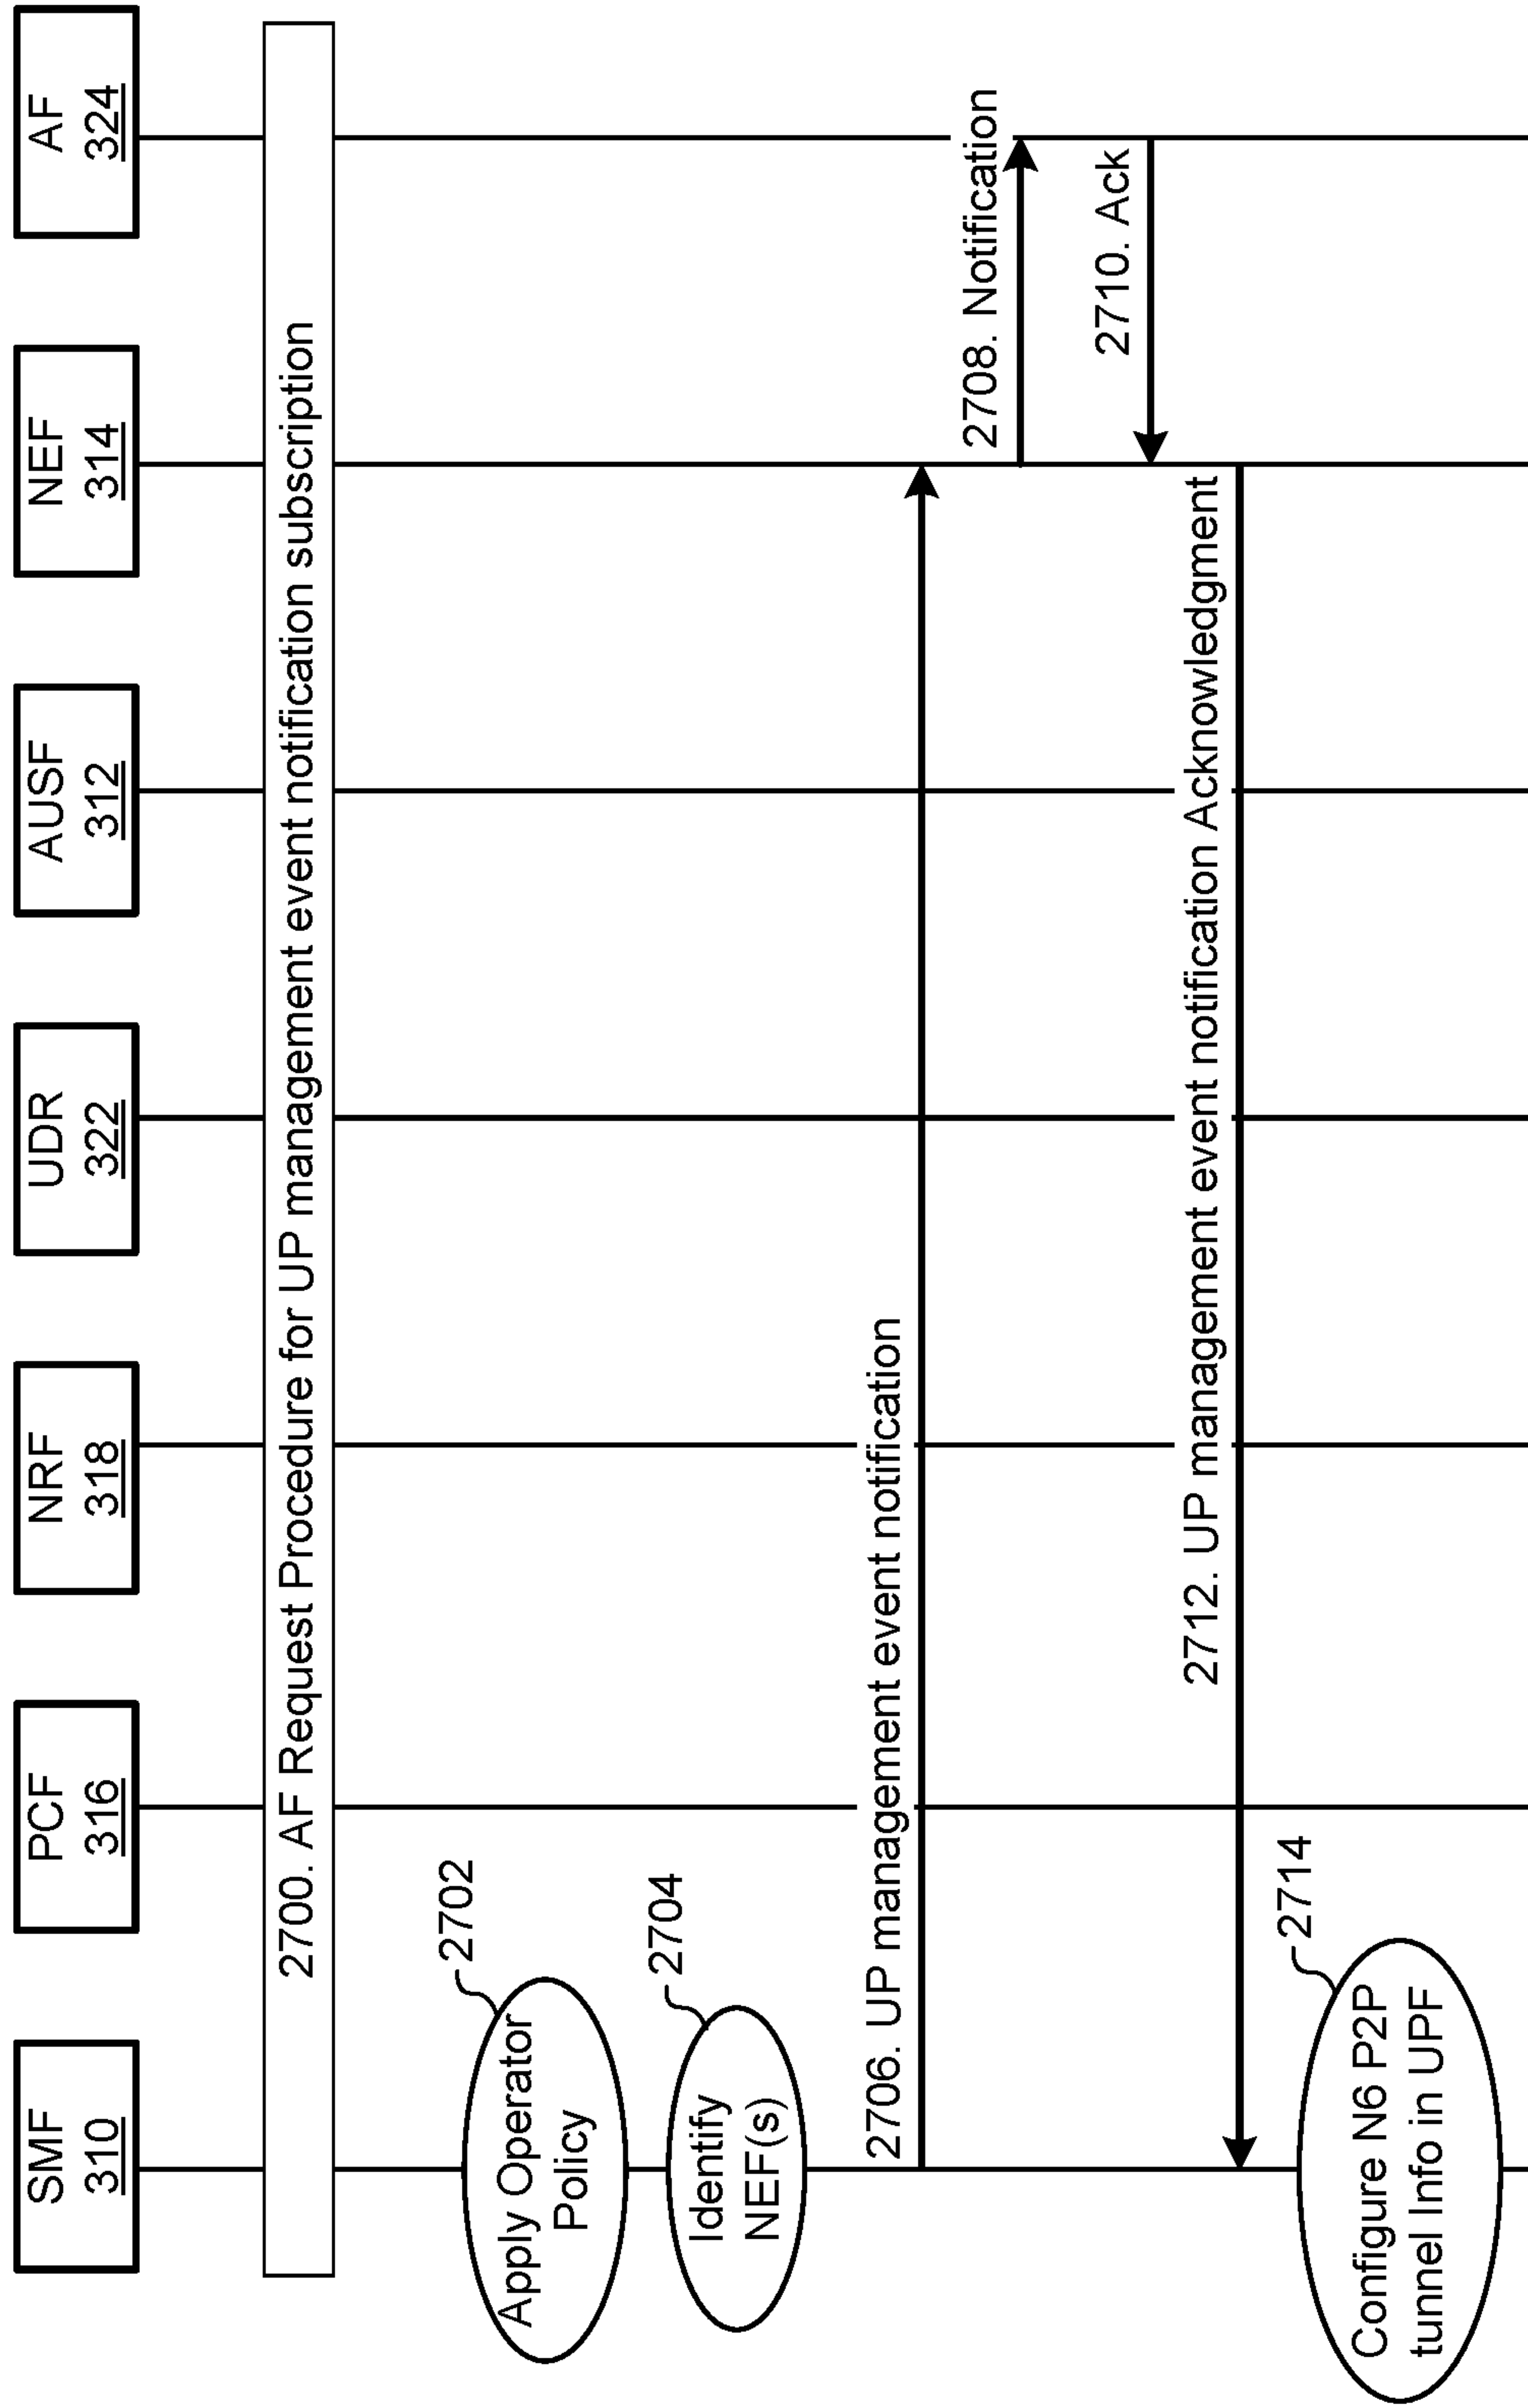 SMF
310
PCF
316
NRF
318
UDR
322
AUSF
312
NEF
314
AF
324
2700. AF Request Procedure for UP management event notification subscription
2702
Apply Operator
Policy
2704
Identify
NEF(s)
2706. UP management event notification
2708. Notification
2710. Ack
2712. UP management event notification Acknowledgment
2714
Configure N6 P2P
tunnel Info in UPF